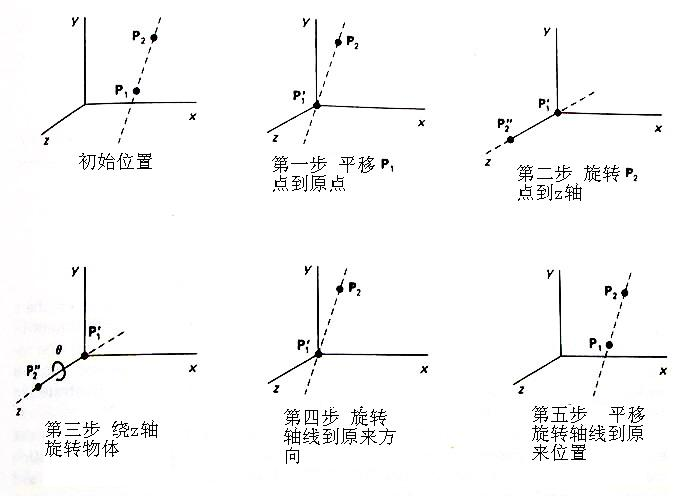 y
P₂
P₁
x
z
初始位置
y
P₂
P₁′
x
z
第一步 平移 P₁
点到原点
y
P₁′
P₂″
x
z
第二步 旋转 P₂
点到z轴
y
P₁′
θ
P₂″
x
z
第三步 绕z轴
旋转物体
y
P₂
P₁′
x
z
第四步 旋转
轴线到原来方
向
y
P₂
P₁
x
z
第五步 平移
旋转轴线到原
来位置